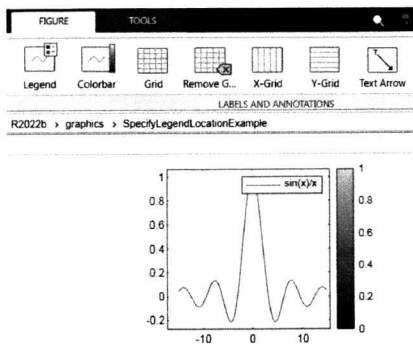 FIGURE TOOLS
Legend Colorbar Grid Remove G... X-Grid Y-Grid Text Arrow
LABELS AND ANNOTATIONS
R2022b › graphics › SpecifyLegendLocationExample
sin(x)/x
1
0.8
0.6
0.4
0.2
0
-0.2
-10 0 10
1
0.8
0.6
0.4
0.2
0